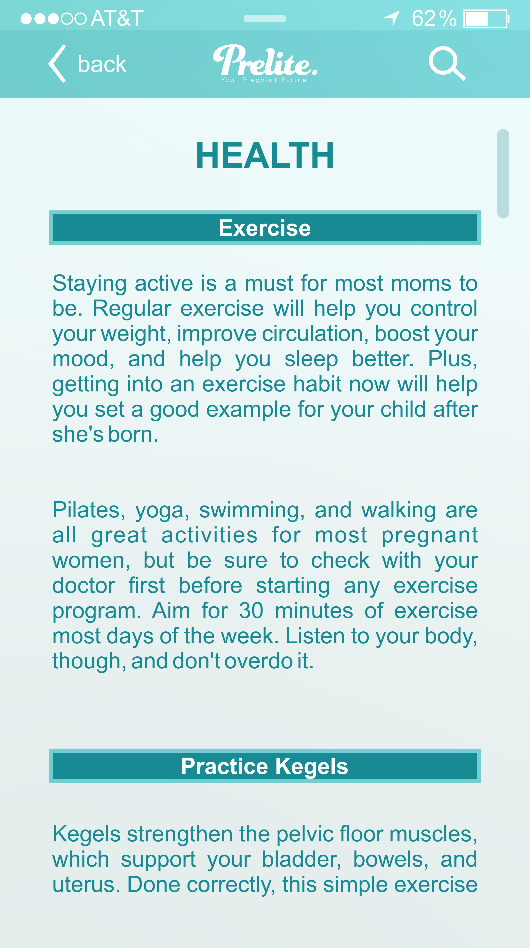 AT&T 62%
back Prelite.
Your Pregnant Partner
HEALTH
Exercise
Staying active is a must for most moms to
be. Regular exercise will help you control
your weight, improve circulation, boost your
mood, and help you sleep better. Plus,
getting into an exercise habit now will help
you set a good example for your child after
she's born.
Pilates, yoga, swimming, and walking are
all great activities for most pregnant
women, but be sure to check with your
doctor first before starting any exercise
program. Aim for 30 minutes of exercise
most days of the week. Listen to your body,
though, and don't overdo it.
Practice Kegels
Kegels strengthen the pelvic floor muscles,
which support your bladder, bowels, and
uterus. Done correctly, this simple exercise